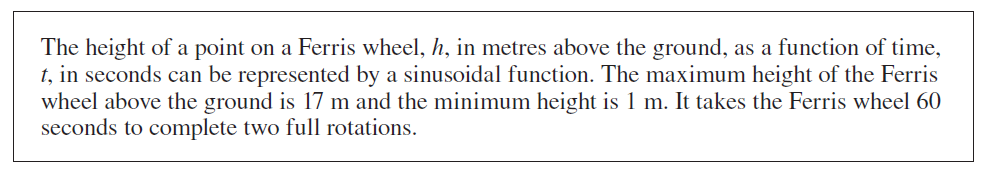 The height of a point on a Ferris wheel, h, in metres above the ground, as a function of time,
t, in seconds can be represented by a sinusoidal function. The maximum height of the Ferris
wheel above the ground is 17 m and the minimum height is 1 m. It takes the Ferris wheel 60
seconds to complete two full rotations.